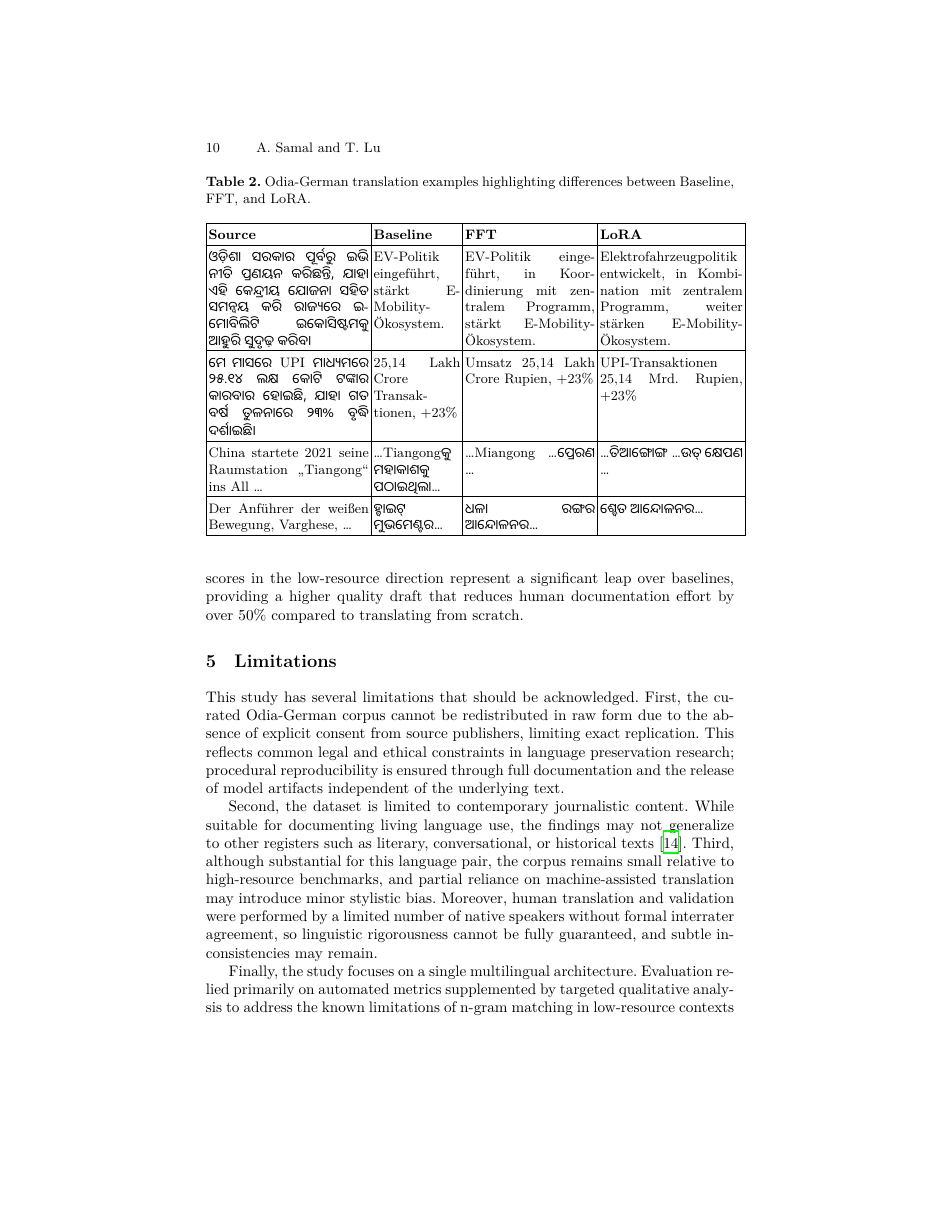 10 A. Samal and T. Lu
Table 2. Odia-German translation examples highlighting differences between Baseline,
FFT, and LoRA.
Source Baseline FFT LoRA
ଓଡ଼ିଶା ସରକାର ପୂର୍ବରୁ ଇଭି
ନୀତି ପ୍ରଣୟନ କରିଛନ୍ତି, ଯାହା
ଏହି କେନ୍ଦ୍ରୀୟ ଯୋଜନା ସହିତ
ସମନ୍ୱୟ କରି ରାଜ୍ୟରେ ଇ-
ମୋବିଲିଟି ଇକୋସିଷ୍ଟମକୁ
ଆହୁରି ସୁଦୃଢ଼ କରିବ।
EV-Politik
eingeführt,
stärkt E-
Mobility-
Ökosystem.
EV-Politik einge-
führt, in Koor-
dinierung mit zen-
tralem Programm,
stärkt E-Mobility-
Ökosystem.
Elektrofahrzeugpolitik
entwickelt, in Kombi-
nation mit zentralem
Programm, weiter
stärken E-Mobility-
Ökosystem.
ମେ ମାସରେ UPI ମାଧ୍ୟମରେ
୨୫.୧୪ ଲକ୍ଷ କୋଟି ଟଙ୍କାର
କାରବାର ହୋଇଛି, ଯାହା ଗତ
ବର୍ଷ ତୁଳନାରେ ୨୩% ବୃଦ୍ଧି
ଦର୍ଶାଇଛି।
25,14 Lakh
Crore
Transak-
tionen, +23%
Umsatz 25,14 Lakh
Crore Rupien, +23%
UPI-Transaktionen
25,14 Mrd. Rupien,
+23%
China startete 2021 seine
Raumstation „Tiangong“
ins All ...
...Tiangongକୁ
ମହାକାଶକୁ
ପଠାଇଥିଲା...
...Miangong ...ପ୍ରେରଣ
...
...ତିଆଙ୍ଗୋଙ୍ଗ ...ଉତ୍କ୍ଷେପଣ
...
Der Anführer der weißen
Bewegung, Varghese, ...
ହ୍ୱାଇଟ୍
ମୁଭମେଣ୍ଟର...
ଧଳା ରଙ୍ଗର
ଆନ୍ଦୋଳନର...
ଶ୍ୱେତ ଆନ୍ଦୋଳନର...
scores in the low-resource direction represent a significant leap over baselines,
providing a higher quality draft that reduces human documentation effort by
over 50% compared to translating from scratch.
5 Limitations
This study has several limitations that should be acknowledged. First, the cu-
rated Odia-German corpus cannot be redistributed in raw form due to the ab-
sence of explicit consent from source publishers, limiting exact replication. This
reflects common legal and ethical constraints in language preservation research;
procedural reproducibility is ensured through full documentation and the release
of model artifacts independent of the underlying text.
Second, the dataset is limited to contemporary journalistic content. While
suitable for documenting living language use, the findings may not generalize
to other registers such as literary, conversational, or historical texts [14]. Third,
although substantial for this language pair, the corpus remains small relative to
high-resource benchmarks, and partial reliance on machine-assisted translation
may introduce minor stylistic bias. Moreover, human translation and validation
were performed by a limited number of native speakers without formal interrater
agreement, so linguistic rigorousness cannot be fully guaranteed, and subtle in-
consistencies may remain.
Finally, the study focuses on a single multilingual architecture. Evaluation re-
lied primarily on automated metrics supplemented by targeted qualitative analy-
sis to address the known limitations of n-gram matching in low-resource contexts